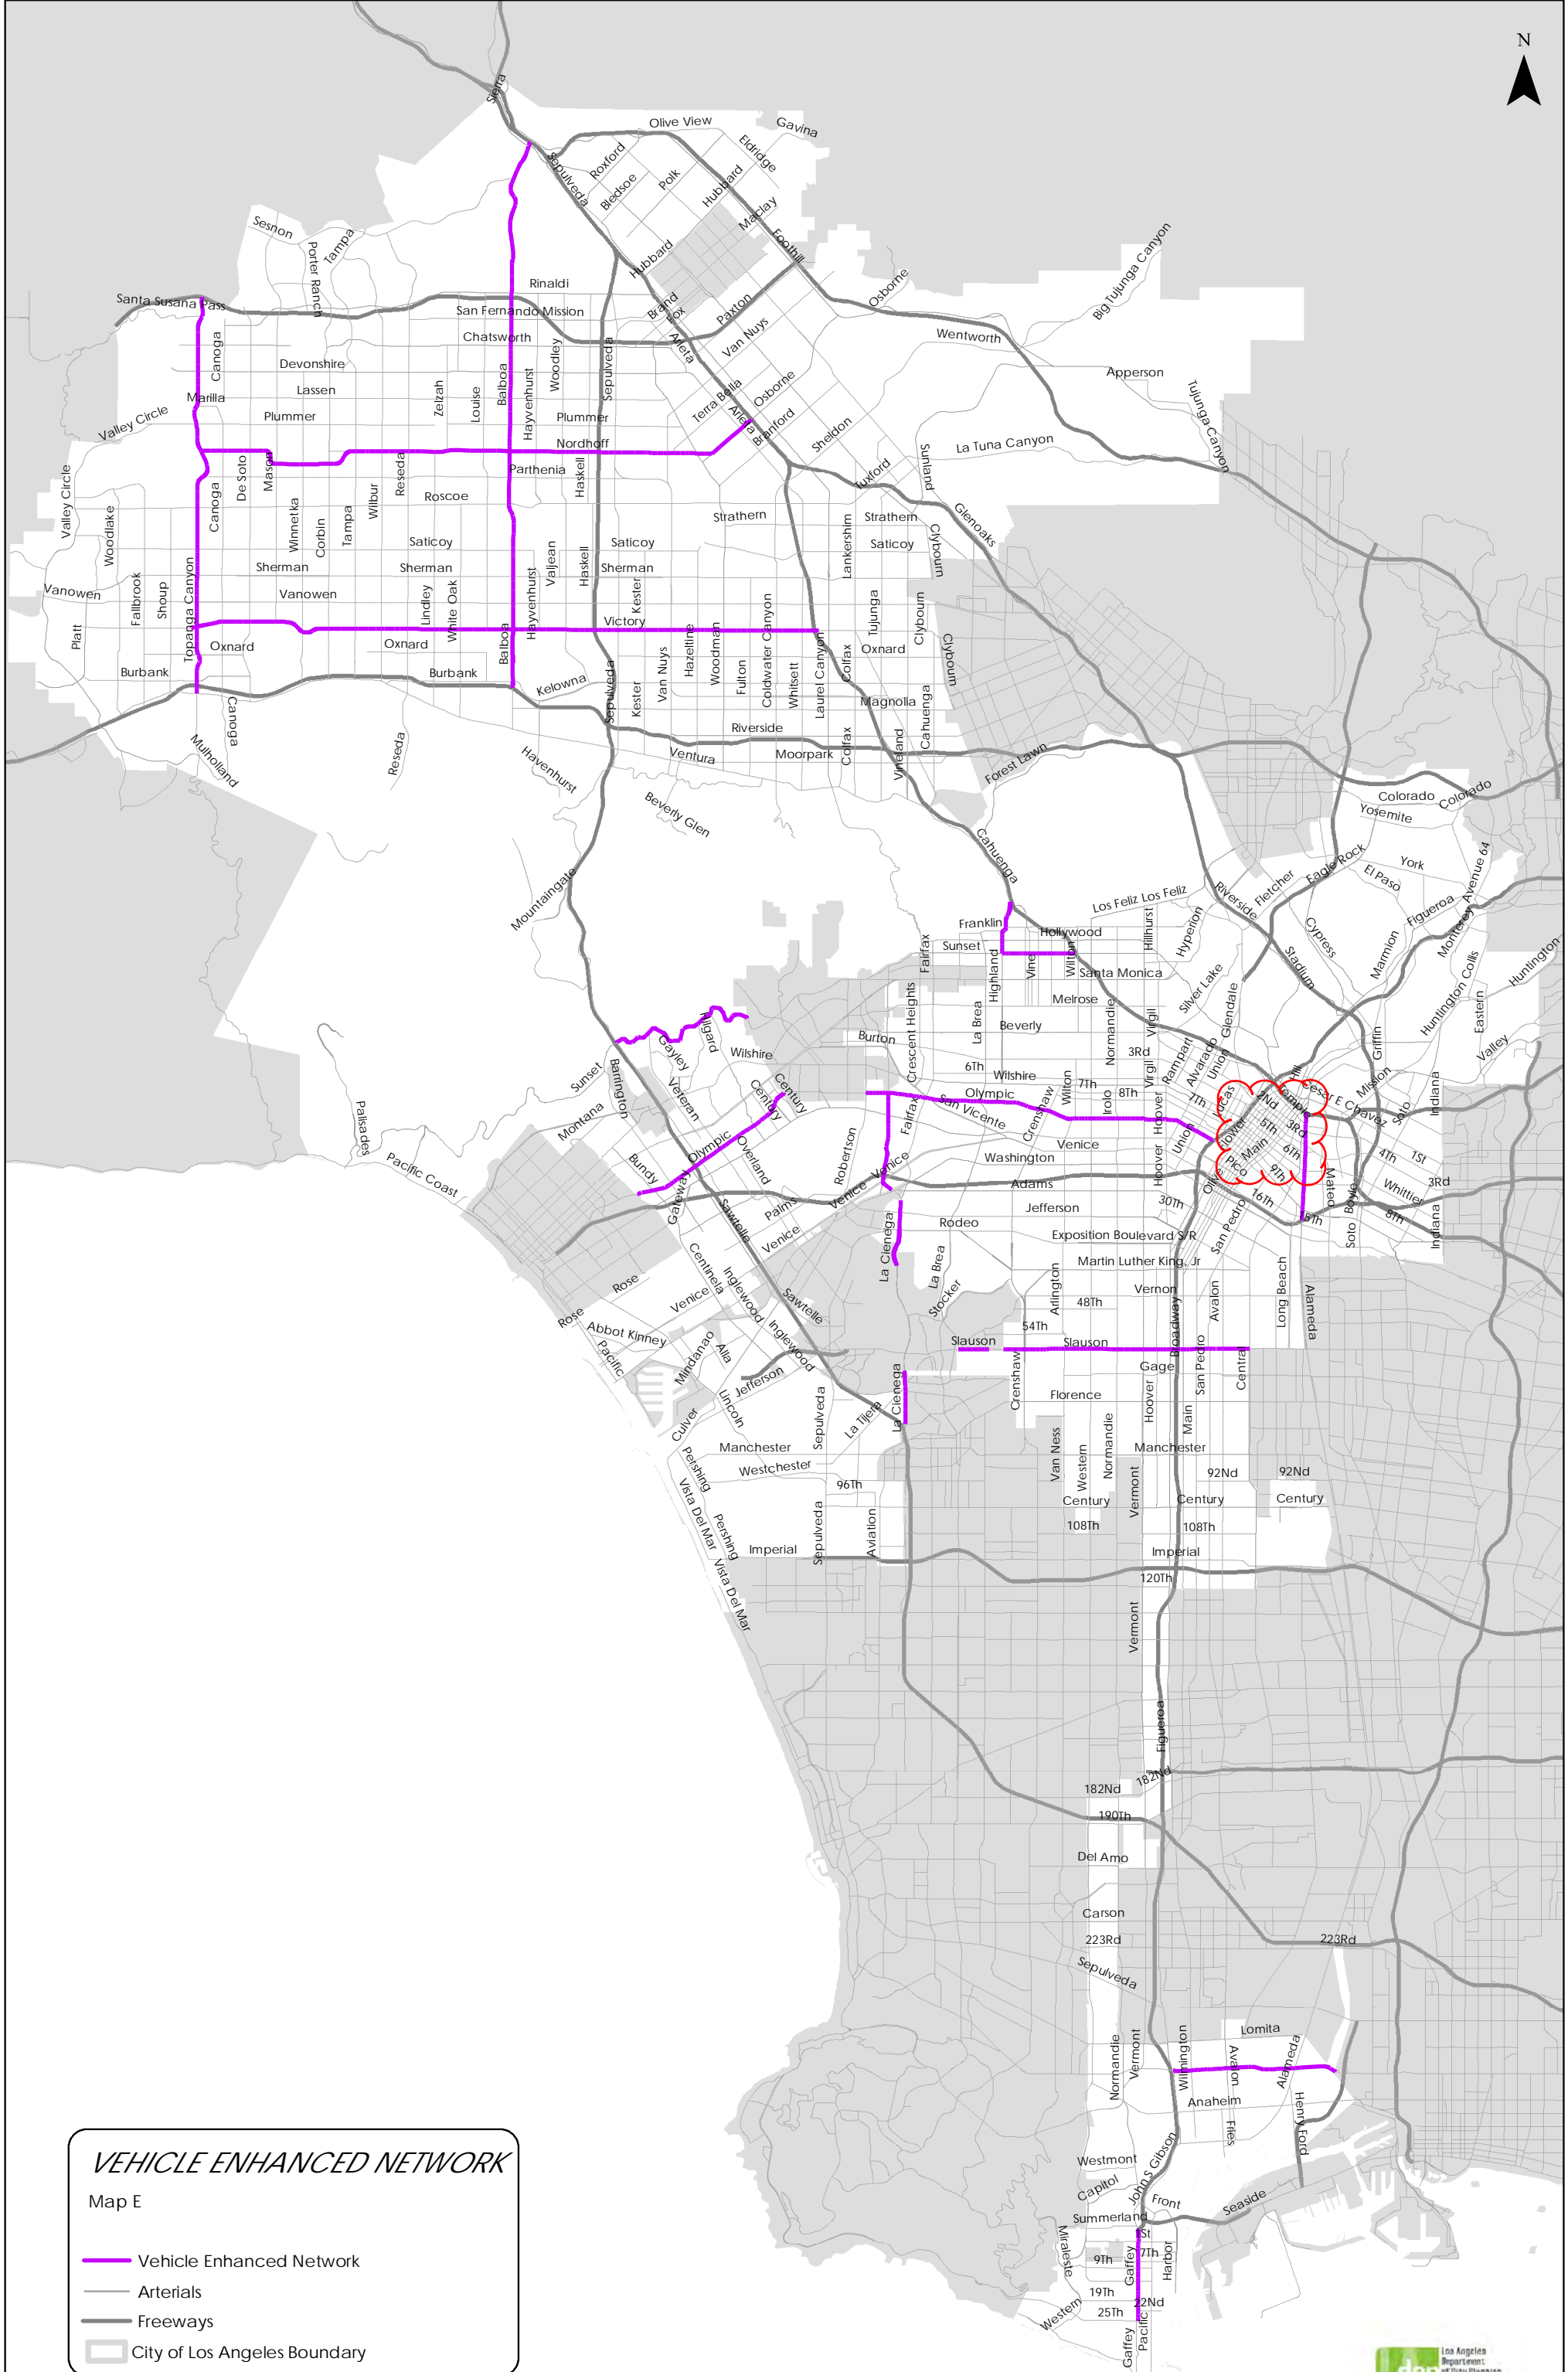 N
Sierra
Olive View
Gavina
Eldridge
Roxford
Sepulveda
Bledsoe
Polk
Hubbard
Maclay
Foothill
Sesnon
Porter Ranch
Tampa
Hubbard
Big Tujunga Canyon
Rinaldi
Osborne
Santa Susana Pass
San Fernando Mission
Brand
Fox
Paxton
Van Nuys
Arleta
Wentworth
Chatsworth
Canoga
Devonshire
Woodley
Sepulveda
Apperson
Lassen
Zelzah
Louise
Balboa
Hayvenhurst
Terra Bella
Osborne
Tujunga Canyon
Marilla
Plummer
Plummer
Arleta
Branford
Sheldon
Valley Circle
Nordhoff
La Tuna Canyon
Sunland
Valley Circle
De Soto
Mason
Reseda
Parthenia
Haskell
Tuxford
Canoga
Roscoe
Woodlake
Winnetka
Corbin
Tampa
Wilbur
Strathern
Lankershim
Strathern
Glenoaks
Saticoy
Valjean
Haskell
Saticoy
Saticoy
Clybourn
Sherman
Sherman
Sherman
Vanowen
Fallbrook
Shoup
Topanga Canyon
Vanowen
Lindley
White Oak
Hayvenhurst
Kester
Victory
Coldwater Canyon
Tujunga
Clybourn
Platt
Oxnard
Oxnard
Balboa
Van Nuys
Hazeltine
Woodman
Fulton
Whitsett
Laurel Canyon
Colfax
Oxnard
Clybourn
Burbank
Burbank
Kelowna
Sepulveda
Kester
Magnolia
Cahuenga
Canoga
Mulholland
Reseda
Havenhurst
Riverside
Ventura
Moorpark
Colfax
Vineland
Forest Lawn
Beverly Glen
Colorado
Colorado
Yosemite
Cahuenga
Mountaingate
Eagle Rock
York
El Paso
Avenue 64
Los Feliz
Los Feliz
Riverside
Fletcher
Figueroa
Monterey
Franklin
Hollywood
Hillhurst
Hyperion
Cypress
Marmion
Sunset
Fairfax
Highland
Vine
Wilton
Santa Monica
Stadium
Huntington
Collis
Huntington
Silver Lake
Glendale
Melrose
Crescent Heights
La Brea
Beverly
Normandie
Virgil
Griffin
Eastern
Valley
Hilgard
Gayley
Wilshire
Burton
3Rd
6Th
Wilshire
7Th
8Th
Virgil
Rampart
Alvarado
Union
Hill
Mission
Sunset
Barrington
Veteran
Century
Century
Olympic
San Vicente
Crenshaw
Wilton
Irolo
Hoover
7Th
Lucas
2Nd
Temple
Cesar E Chavez
Soto
Indiana
Montana
Palisades
Pacific Coast
Bundy
Olympic
Overland
Fairfax
Robertson
Venice
Washington
Venice
Union
Flower
5Th
3Rd
Main
6Th
Pico
9Th
Mateo
4Th
1St
Gateway
Venice
Adams
Hoover
Olive
16Th
Boyle
Whittier
3Rd
Sawtelle
Palms
Jefferson
30Th
15Th
8Th
Venice
La Cienega
Rodeo
Exposition Boulevard S/R
San Pedro
Soto
Indiana
Centinela
Inglewood
La Brea
Martin Luther King, Jr
Rose
Stocker
Arlington
Vernon
Avalon
Long Beach
Alameda
Rose
Venice
Sawtelle
48Th
Abbot Kinney
Inglewood
54Th
Slauson
Slauson
Broadway
Pacific
Mindanao
Alla
Crenshaw
Gage
San Pedro
Central
Jefferson
La Cienega
Florence
Lincoln
Sepulveda
La Tijera
Hoover
Main
Culver
Manchester
Van Ness
Western
Normandie
Manchester
Pershing
Westchester
92Nd
92Nd
Vista Del Mar
96Th
Century
Vermont
Century
Century
Pershing
Sepulveda
Aviation
108Th
108Th
Imperial
Imperial
Vista Del Mar
120Th
Vermont
Figueroa
182Nd
182Nd
190Th
Del Amo
Carson
223Rd
223Rd
Sepulveda
Lomita
Normandie
Vermont
Wilmington
Avalon
Alameda
Anaheim
Fries
Henry Ford
Westmont
Capitol
John S Gibson
Front
Seaside
Summerland
1St
Miraleste
9Th
Gaffey
7Th
Harbor
19Th
22Nd
Western
25Th
Gaffey
Pacific
VEHICLE ENHANCED NETWORK
Map E
Vehicle Enhanced Network
Arterials
Freeways
City of Los Angeles Boundary
Los Angeles
Department
of City Planning